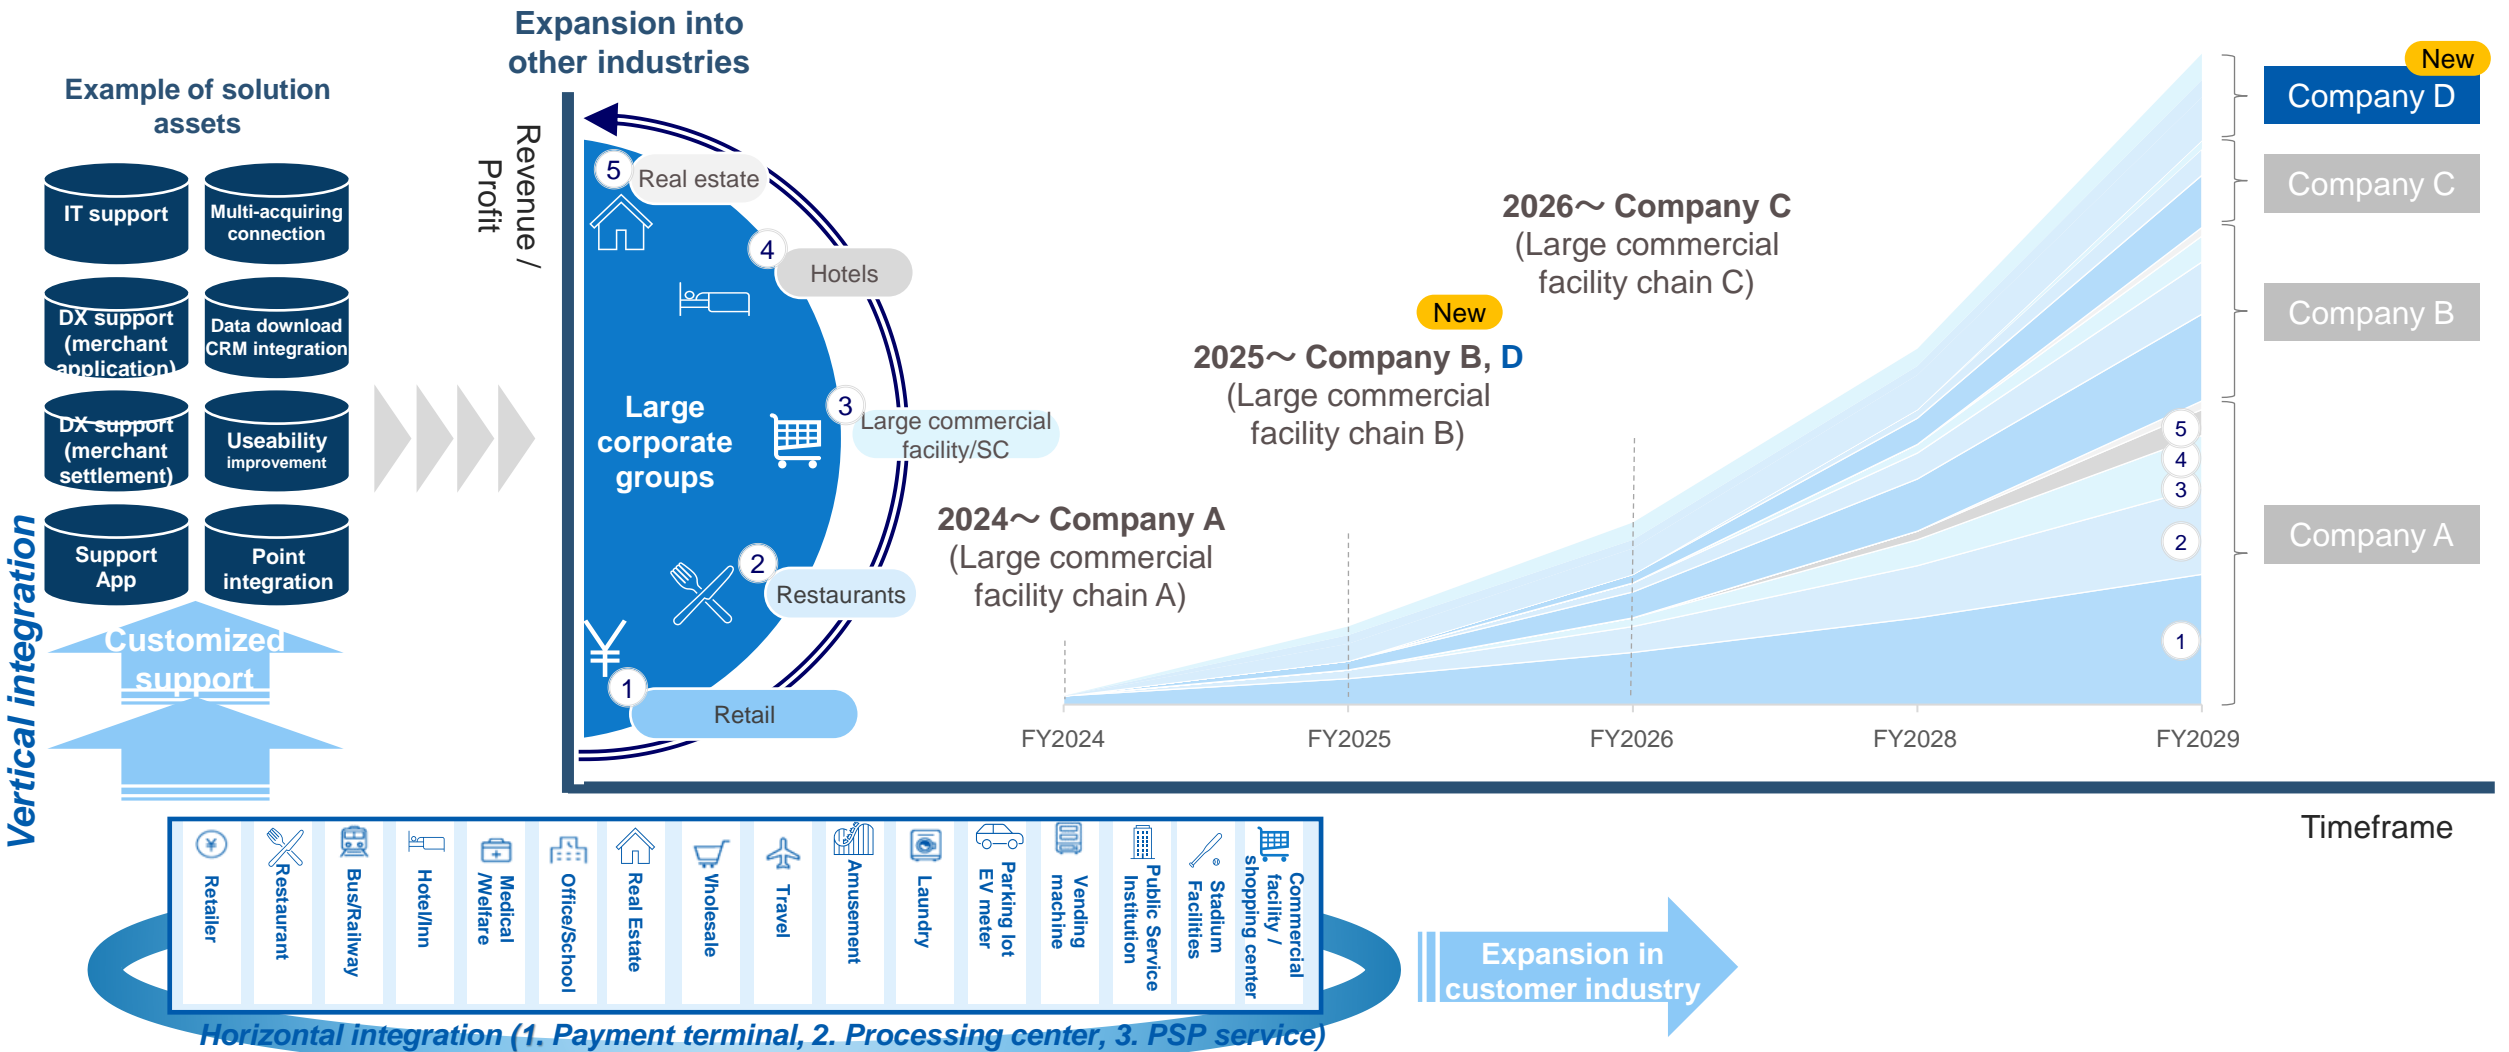 Expansion into
other industries
Example of solution
assets
IT support
Multi-acquiring
connection
DX support
(merchant
application)
Data download
CRM integration
DX support
(merchant
settlement)
Useability
improvement
Support
App
Point
integration
Customized
support
Vertical integration
Revenue /
Profit
5
Real estate
4
Hotels
3
Large commercial
facility/SC
Large
corporate
groups
2
Restaurants
¥
1
Retail
2024～ Company A
(Large commercial
facility chain A)
New
2025～ Company B, D
(Large commercial
facility chain B)
2026～ Company C
(Large commercial
facility chain C)
New
Company D
Company C
Company B
Company A
5
4
3
2
1
FY2024
FY2025
FY2026
FY2028
FY2029
Timeframe
¥
Retailer
Restaurant
Bus/Railway
Hotel/Inn
Medical
/Welfare
Office/School
Real Estate
Wholesale
Travel
Amusement
Laundry
Parking lot
EV meter
Vending
machine
Public Service
Institution
Stadium
Facilities
Commercial
facility /
shopping center
Expansion in
customer industry
Horizontal integration (1. Payment terminal, 2. Processing center, 3. PSP service)